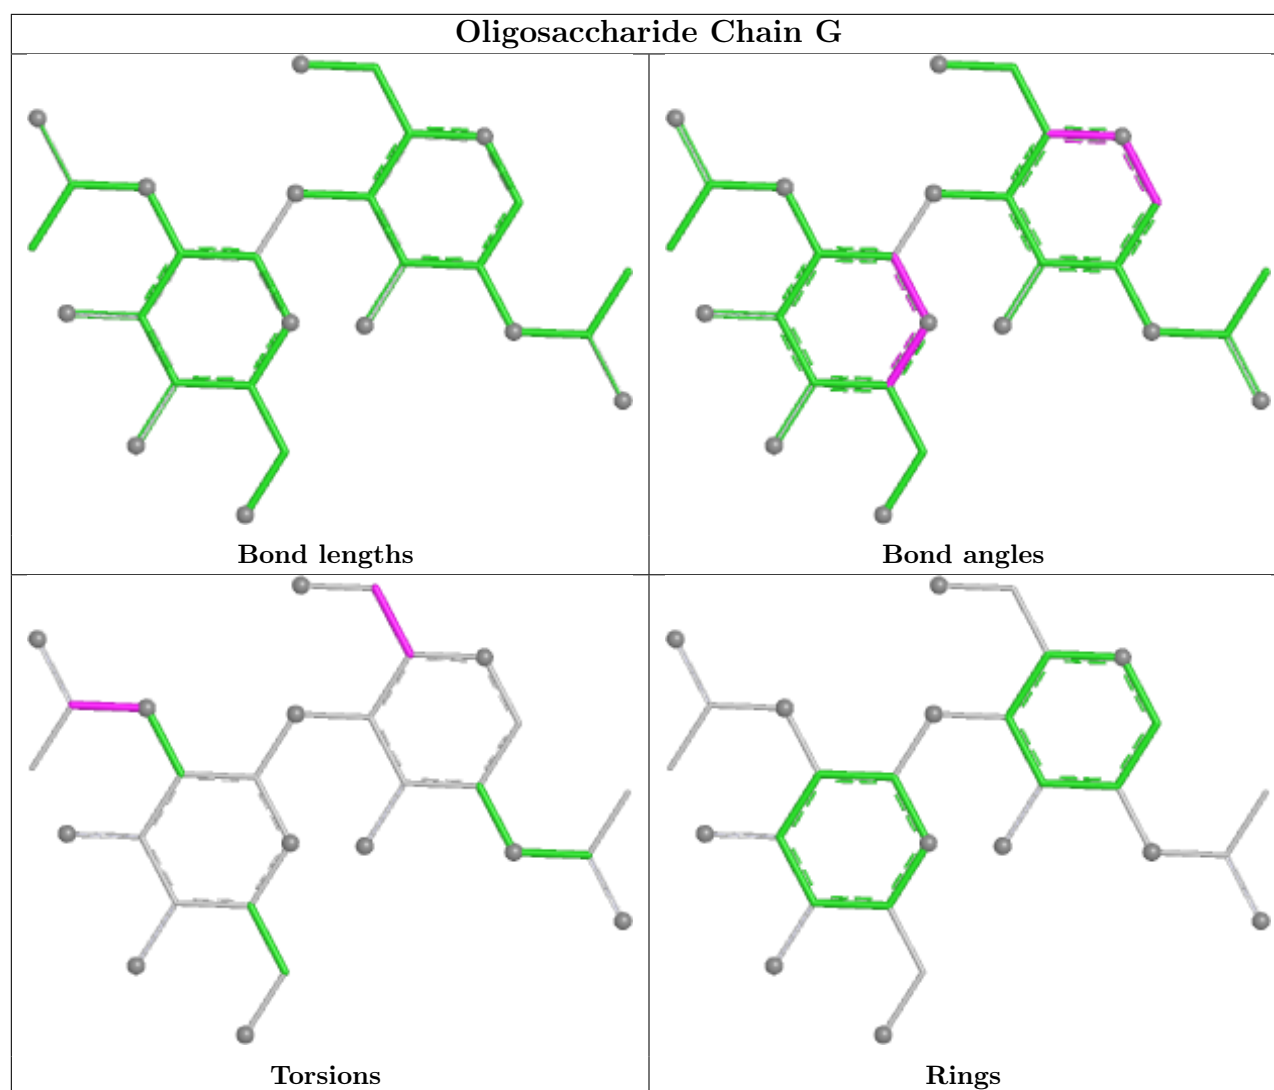 Oligosaccharide Chain G
Bond lengths
Bond angles
Torsions
Rings